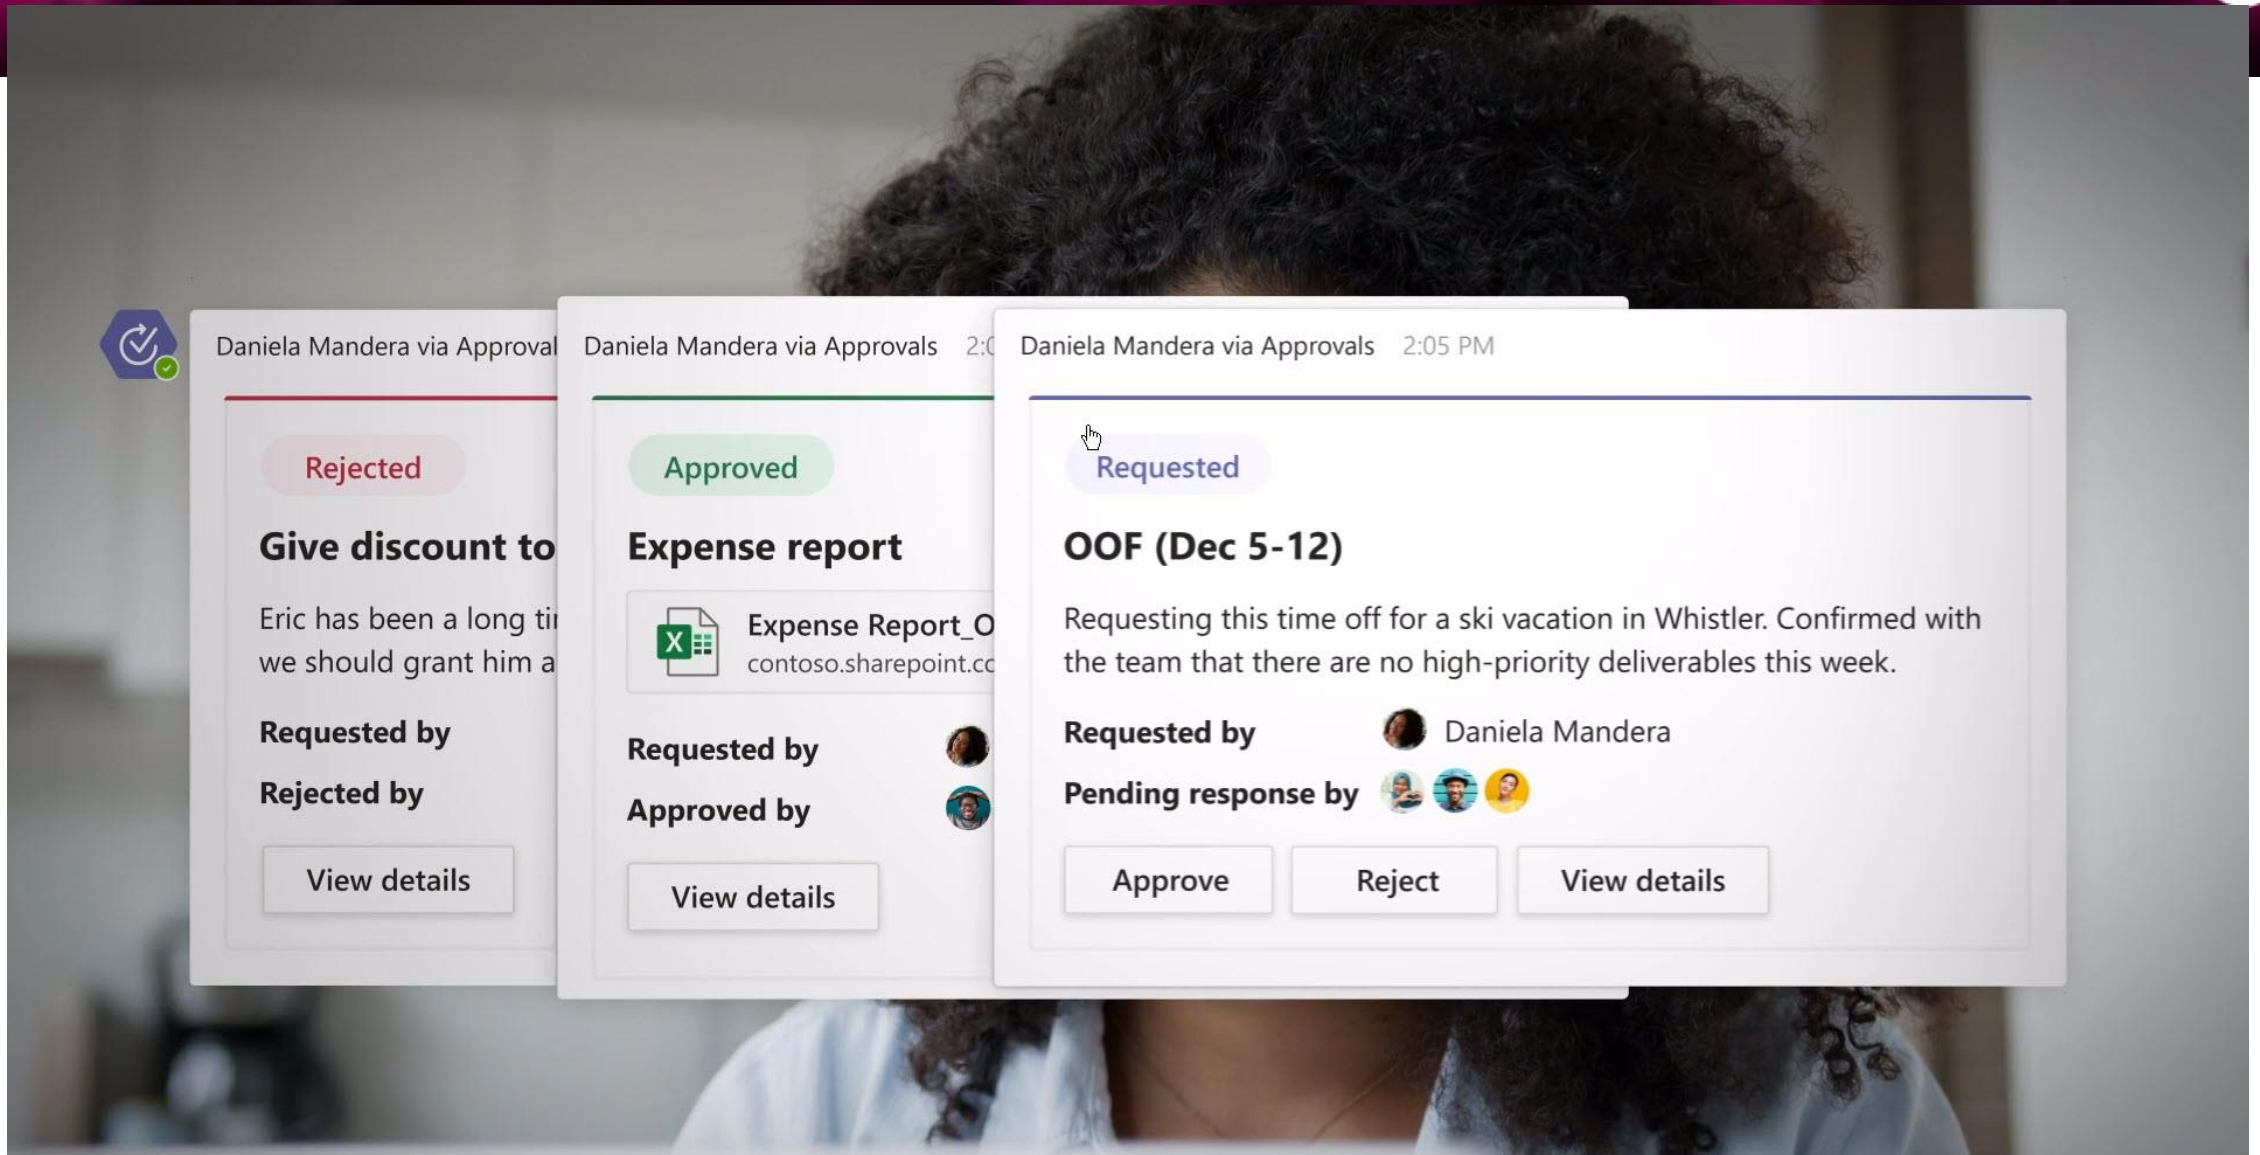 Daniela Mandera via Approval
Rejected
Give discount to
Eric has been a long
we should grant him a
Requested by
Rejected by
View details
Daniela Mandera via Approvals
Approved
Expense report
Expense Report_O
contoso.sharepoint.co
Requested by
Approved by
View details
Daniela Mandera via Approvals 2:05 PM
Requested
OOF (Dec 5-12)
Requesting this time off for a ski vacation in Whistler. Confirmed with
the team that there are no high-priority deliverables this week.
Requested by Daniela Mandera
Pending response by
Approve Reject View details